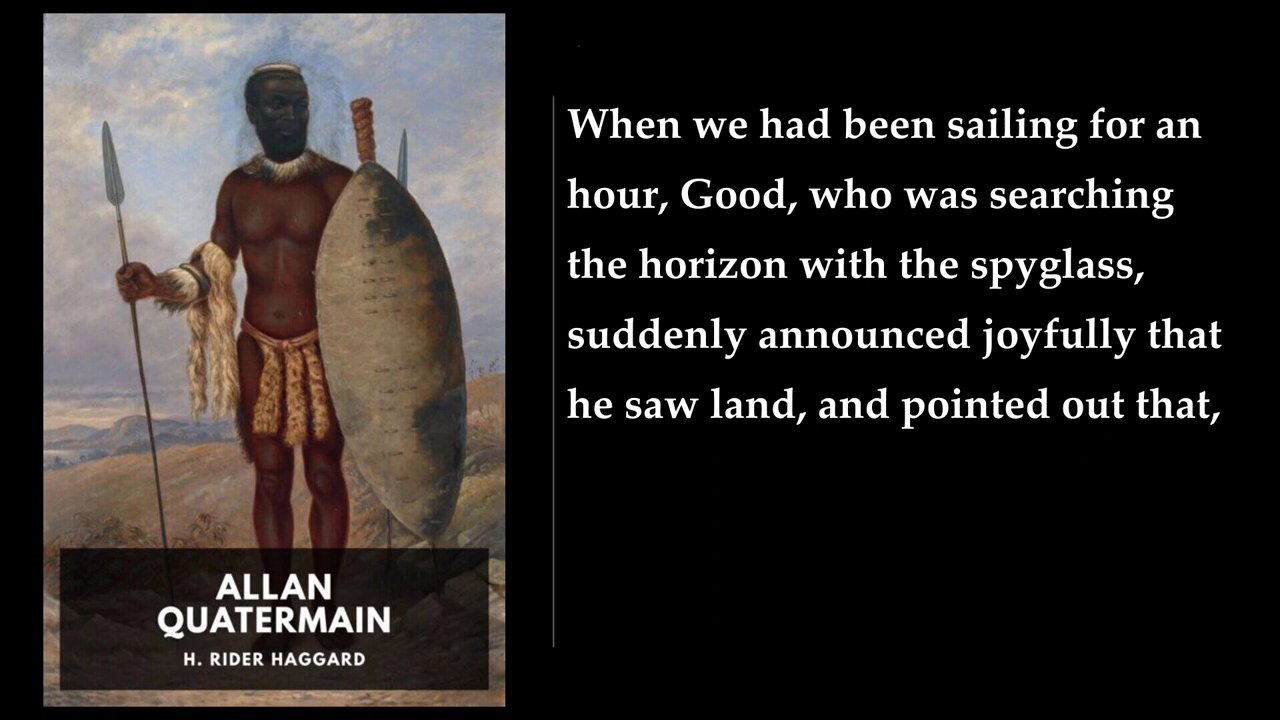 ALLAN
QUATERMAIN
H. RIDER HAGGARD
When we had been sailing for an
hour, Good, who was searching
the horizon with the spyglass,
suddenly announced joyfully that
he saw land, and pointed out that,